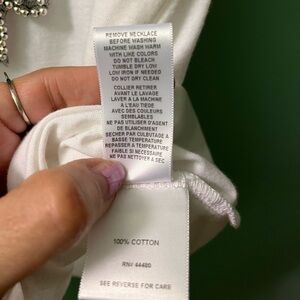 REMOVE NECKLACE
BEFORE WASHING
MACHINE WASH WARM
WITH LIKE COLORS
DO NOT BLEACH
TUMBLE DRY LOW
LOW IRON IF NEEDED
DO NOT DRY CLEAN
COLLIER RETIRER
AVANT LE LAVAGE
LAVER A LA MACHINE
A L'EAU TIEDE
AVEC DES COULEURS
SEMBLABLES
NE PAS UTILISER D'AGENT
DE BLANCHIMENT
SECHER PAR CULBUTAGE A
BASSE TEMPERATURE
REPASSER A TEMPERATURE
FAIBLE SI NECESSAIRE
NE PAS NETTOYER A SEC
100% COTTON
RN# 44400
SEE REVERSE FOR CARE